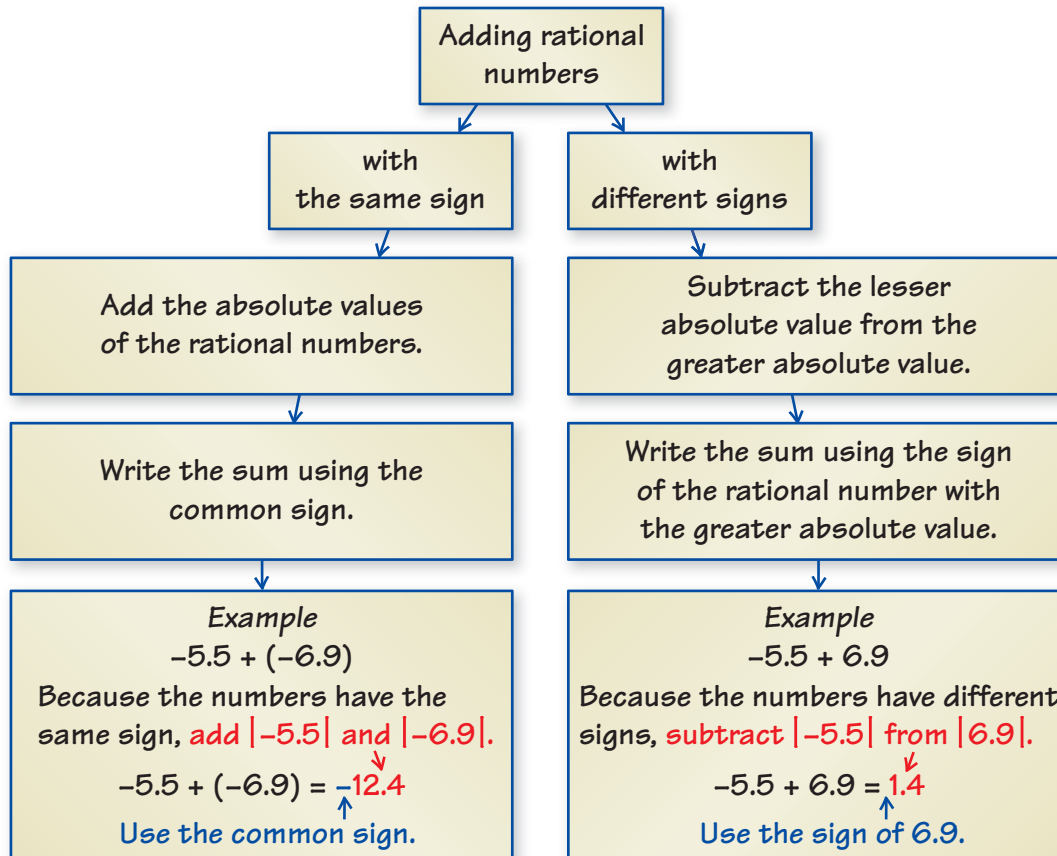 Adding rational
numbers
with
the same sign
with
different signs
Add the absolute values
of the rational numbers.
Subtract the lesser
absolute value from the
greater absolute value.
Write the sum using the
common sign.
Write the sum using the sign
of the rational number with
the greater absolute value.
Example
–5.5 + (–6.9)
Because the numbers have the
same sign, add |–5.5| and |–6.9|.
–5.5 + (–6.9) = –12.4
Use the common sign.
Example
–5.5 + 6.9
Because the numbers have different
signs, subtract |–5.5| from |6.9|.
–5.5 + 6.9 = 1.4
Use the sign of 6.9.